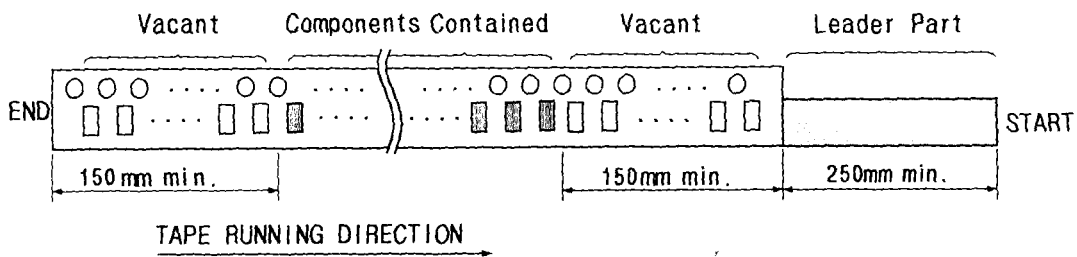 Vacant Components Contained Vacant Leader Part
END START
150mm min. 150mm min. 250mm min.
TAPE RUNNING DIRECTION